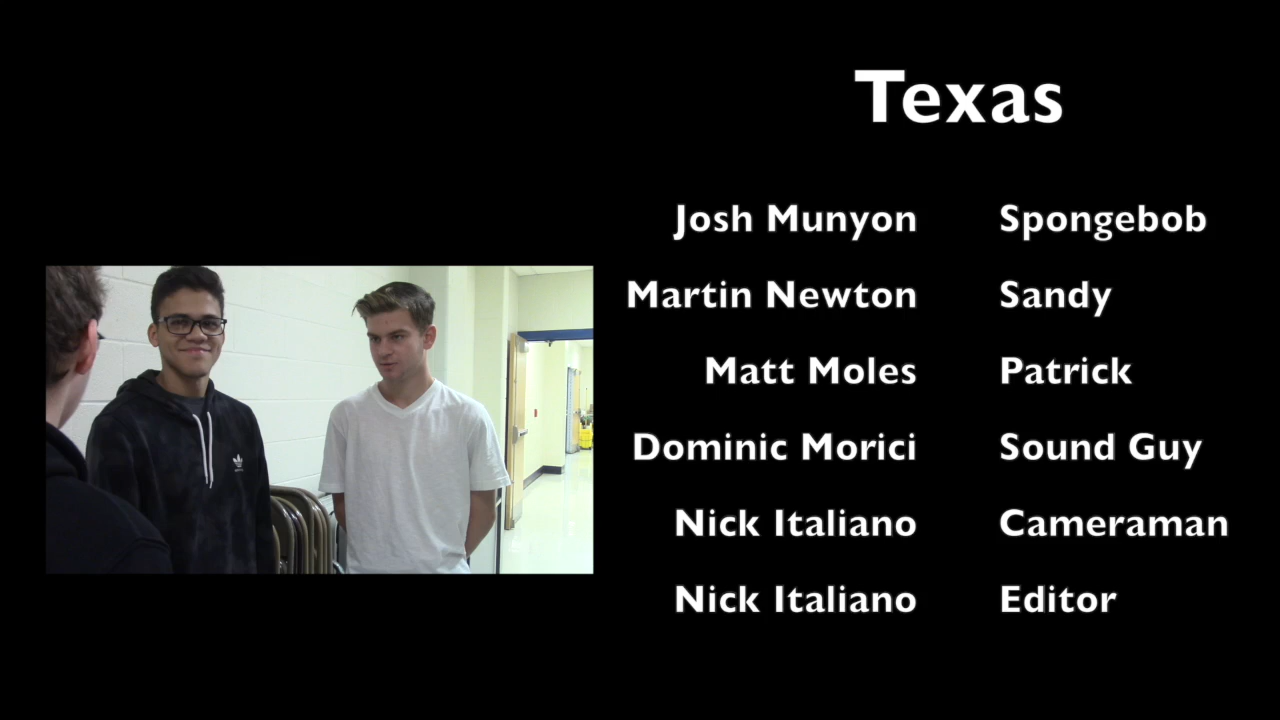 Texas
Josh Munyon Spongebob
Martin Newton Sandy
Matt Moles Patrick
Dominic Morici Sound Guy
Nick Italiano Cameraman
Nick Italiano Editor